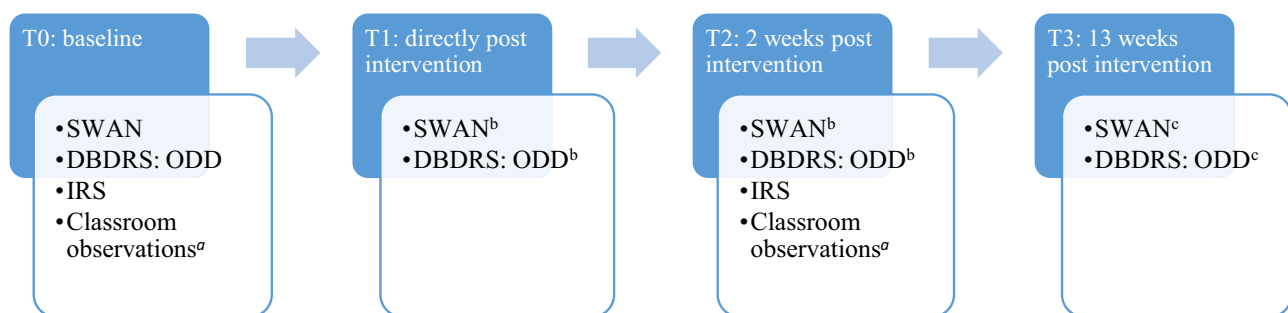 T0: baseline
•SWAN
•DBDRS: ODD
•IRS
•Classroom
observationsᵃ
T1: directly post
intervention
•SWANᵇ
•DBDRS: ODDᵇ
T2: 2 weeks post
intervention
•SWANᵇ
•DBDRS: ODDᵇ
•IRS
•Classroom
observationsᵃ
T3: 13 weeks
post intervention
•SWANᶜ
•DBDRS: ODDᶜ